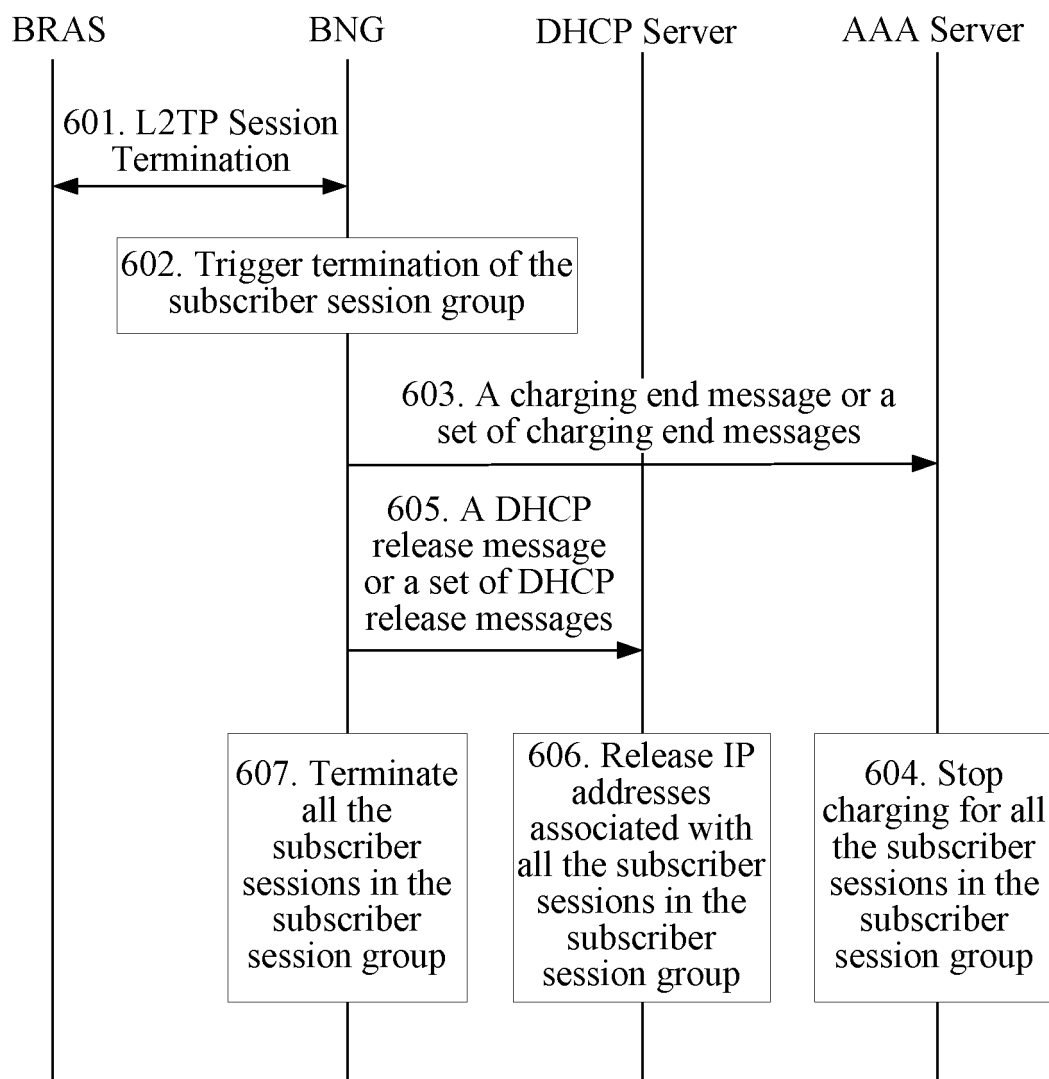 BRAS
BNG
DHCP Server
AAA Server
601. L2TP Session
Termination
602. Trigger termination of the
subscriber session group
603. A charging end message or a
set of charging end messages
605. A DHCP
release message
or a set of DHCP
release messages
607. Terminate
all the
subscriber
sessions in the
subscriber
session group
606. Release IP
addresses
associated with
all the subscriber
sessions in the
subscriber
session group
604. Stop
charging for all
the subscriber
sessions in the
subscriber
session group